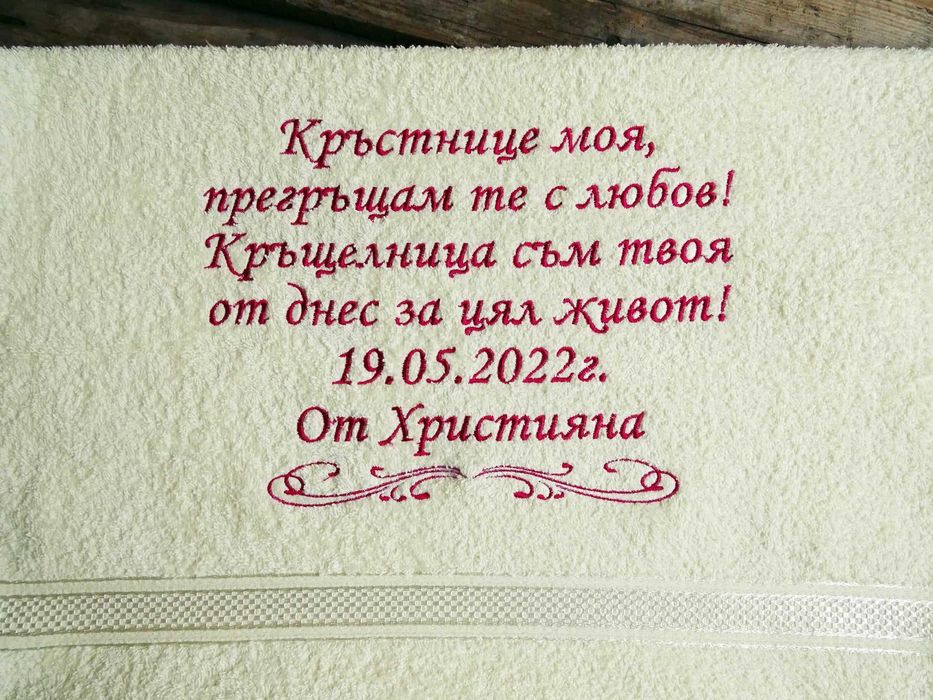 Кръстнице моя,
прегръщам те с любов!
Кръщелница съм твоя
от днес за цял живот!
19.05.2022г.
От Християна